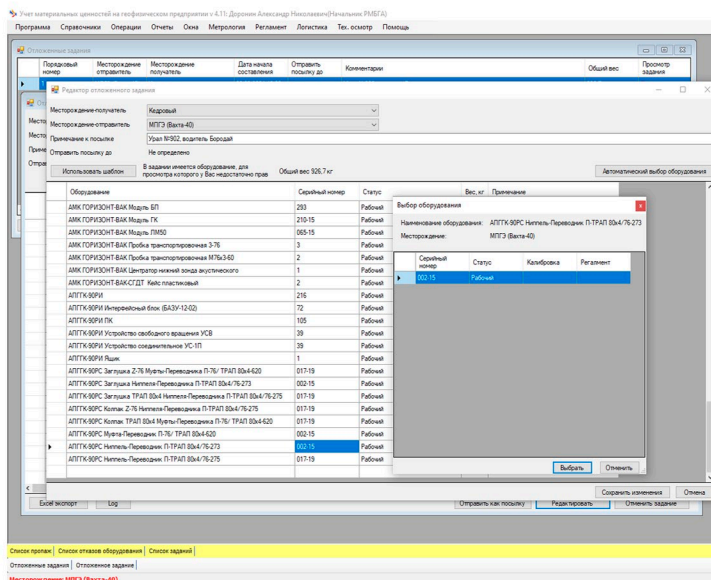 Учет материальных ценностей на геофизическом предприятии v 4.11: Доронин Александр Николаевич(Начальник РМБГА)
Программа Справочники Операции Отчеты Окна Метрология Регламент Логистика Тех. осмотр Помощь
Отложенные задания
Порядковый номер Месторождение отправитель Месторождение получатель Дата начала составления Отправить посылку до Комментарии Общий вес Просмотр задания
Редактор отложенного задания
Месторождение-получатель Кедровый
Месторождение-отправитель МПГЭ (Вахта-40)
Примечание к посылке Урал №902, водитель Бородай
Отправить посылку до Не определено
Использовать шаблон В задании имеется оборудование, для просмотра которого у Вас недостаточно прав Общий вес 926,7 кг Автоматический выбор оборудования
Оборудование Серийный номер Статус Вес, кг Примечание
АМК ГОРИЗОНТ-ВАК Модуль БП 293 Рабочий
АМК ГОРИЗОНТ-ВАК Модуль ГК 210-15 Рабочий
АМК ГОРИЗОНТ-ВАК Модуль ЛМ50 065-15 Рабочий
АМК ГОРИЗОНТ-ВАК Пробка транспортировочная 3-76 3 Рабочий
АМК ГОРИЗОНТ-ВАК Пробка транспортировочная М76х3-60 2 Рабочий
АМК ГОРИЗОНТ-ВАК Центратор нижний зонда акустического 1 Рабочий
АМК ГОРИЗОНТ-ВАК-СГДТ Кейс пластиковый 2 Рабочий
АПГТК-90РИ 216 Рабочий
АПГТК-90РИ Интерфейсный блок (БАЗУ-12-02) 72 Рабочий
АПГТК-90РИ ПК 105 Рабочий
АПГТК-90РИ Устройство свободного вращения УСВ 39 Рабочий
АПГТК-90РИ Устройство соединительное УС-1П 39 Рабочий
АПГТК-90РИ Ящик 1 Рабочий
АПГТК-90РС Заглушка Z-76 Муфты-Переводника П-76/ ТРАП 80х4-620 017-19 Рабочий
АПГТК-90РС Заглушка Ниппеля-Переводника П-ТРАП 80х4/76-273 002-15 Рабочий
АПГТК-90РС Заглушка ТРАП 80х4 Ниппеля-Переводника П-ТРАП 80х4/76-275 017-19 Рабочий
АПГТК-90РС Колпак Z-76 Ниппеля-Переводника П-ТРАП 80х4/76-275 017-19 Рабочий
АПГТК-90РС Колпак ТРАП 80х4 Муфты-Переводника П-76/ ТРАП 80х4-620 017-19 Рабочий
АПГТК-90РС Муфта-Переводник П-76/ ТРАП 80х4-620 002-15 Рабочий
АПГТК-90РС Ниппель-Переводник П-ТРАП 80х4/76-273 002-15 Рабочий
АПГТК-90РС Ниппель-Переводник П-ТРАП 80х4/76-275 017-19 Рабочий
Выбор оборудования
Наименование оборудования: АПГТК-90РС Ниппель-Переводник П-ТРАП 80х4/76-273
Месторождение: МПГЭ (Вахта-40)
Серийный номер Статус Калибровка Регламент
002-15 Рабочий
Выбрать Отменить
Сохранить изменения Отмена
Excel экспорт Log Отправить как посылку Редактировать Отменить задание
Список пропаж Список отказов оборудования Список заданий
Отложенные задания Отложенное задание
Месторождение: МПГЭ (Вахта-40)